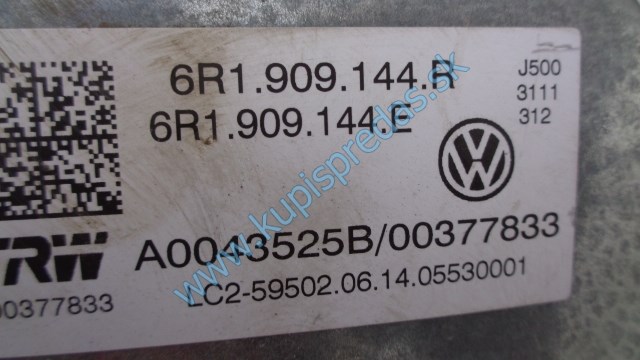 6R1.909.144.R
6R1.909.144.E
J500
3111
312
VW
TRW
A0043525B/00377833
00377833
LC2-59502.06.14.05530001
www.kupispredas.sk